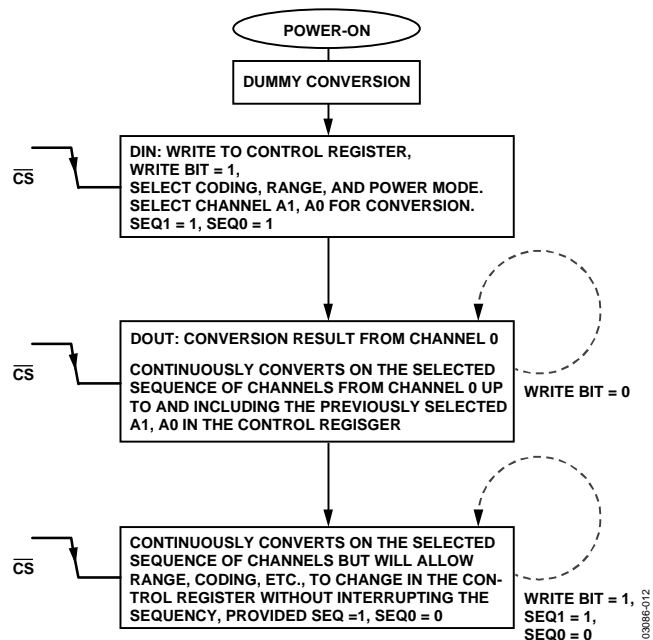 POWER-ON
DUMMY CONVERSION
CS
DIN: WRITE TO CONTROL REGISTER,
WRITE BIT = 1,
SELECT CODING, RANGE, AND POWER MODE.
SELECT CHANNEL A1, A0 FOR CONVERSION.
SEQ1 = 1, SEQ0 = 1
CS
DOUT: CONVERSION RESULT FROM CHANNEL 0
CONTINUOUSLY CONVERTS ON THE SELECTED
SEQUENCE OF CHANNELS FROM CHANNEL 0 UP
TO AND INCLUDING THE PREVIOUSLY SELECTED
A1, A0 IN THE CONTROL REGISGER
WRITE BIT = 0
CS
CONTINUOUSLY CONVERTS ON THE SELECTED
SEQUENCE OF CHANNELS BUT WILL ALLOW
RANGE, CODING, ETC., TO CHANGE IN THE CON-
TROL REGISTER WITHOUT INTERRUPTING THE
SEQUENCY, PROVIDED SEQ =1, SEQ0 = 0
WRITE BIT = 1,
SEQ1 = 1,
SEQ0 = 0
03086-012